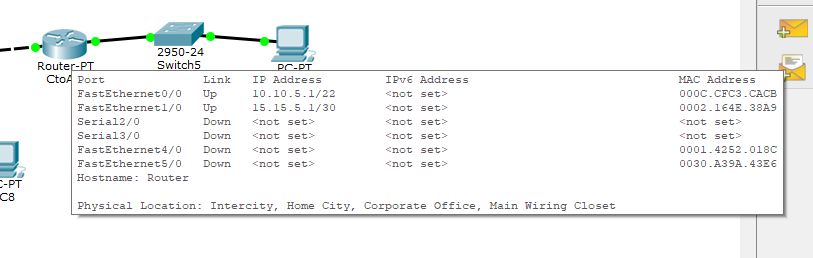 2950-24
Switch5
Router-PT
CtoA
PC-PT
Port Link IP Address IPv6 Address MAC Address
FastEthernet0/0 Up 10.10.5.1/22 <not set> 000C.CFC3.CACB
FastEthernet1/0 Up 15.15.5.1/30 <not set> 0002.164E.38A9
Serial2/0 Down <not set> <not set> <not set>
Serial3/0 Down <not set> <not set> <not set>
FastEthernet4/0 Down <not set> <not set> 0001.4252.018C
FastEthernet5/0 Down <not set> <not set> 0030.A39A.43E6
Hostname: Router
Physical Location: Intercity, Home City, Corporate Office, Main Wiring Closet
C-PT
C8